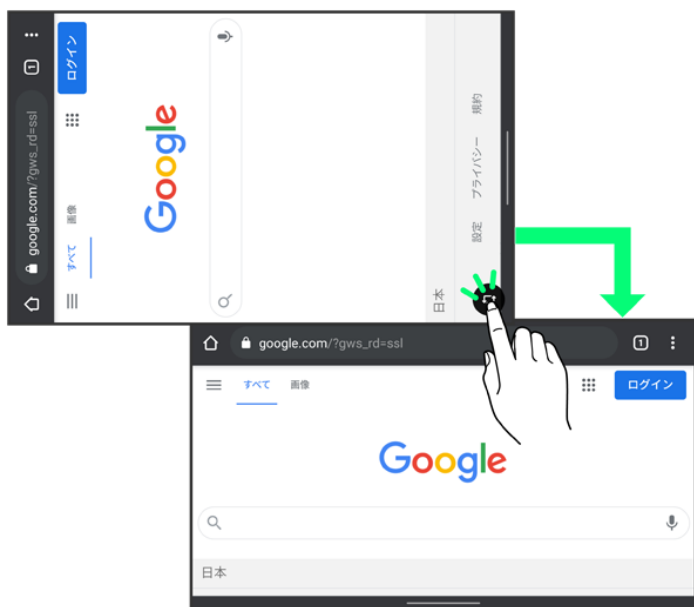 1
google.com/?gws_rd=ssl
ログイン
すべて 画像
Google
日本
設定 プライバシー 規約
google.com/?gws_rd=ssl
1
すべて 画像
ログイン
Google
日本